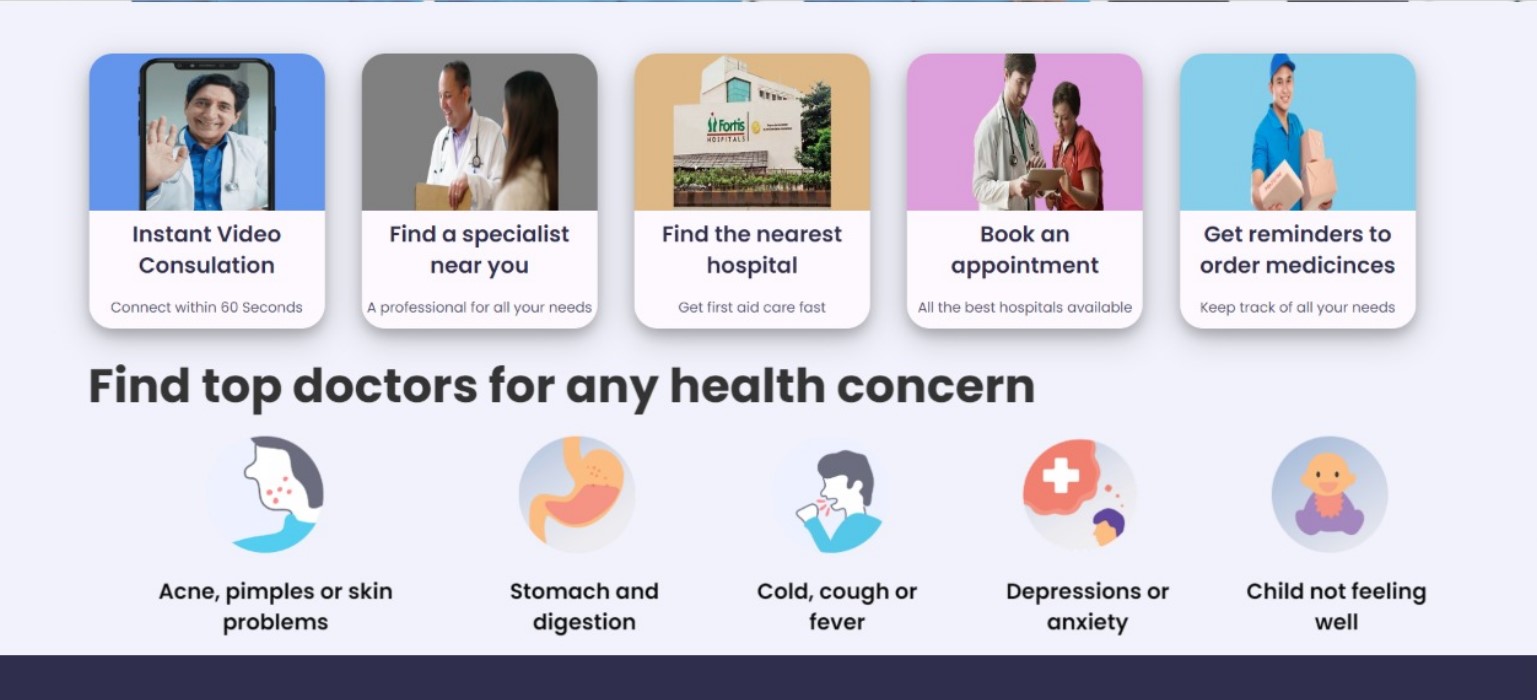 Fortis
HOSPITALS
Instant Video
Consulation
Connect within 60 Seconds
Find a specialist
near you
A professional for all your needs
Find the nearest
hospital
Get first aid care fast
Book an
appointment
All the best hospitals available
Get reminders to
order medicinces
Keep track of all your needs
Find top doctors for any health concern
Acne, pimples or skin
problems
Stomach and
digestion
Cold, cough or
fever
Depressions or
anxiety
Child not feeling
well